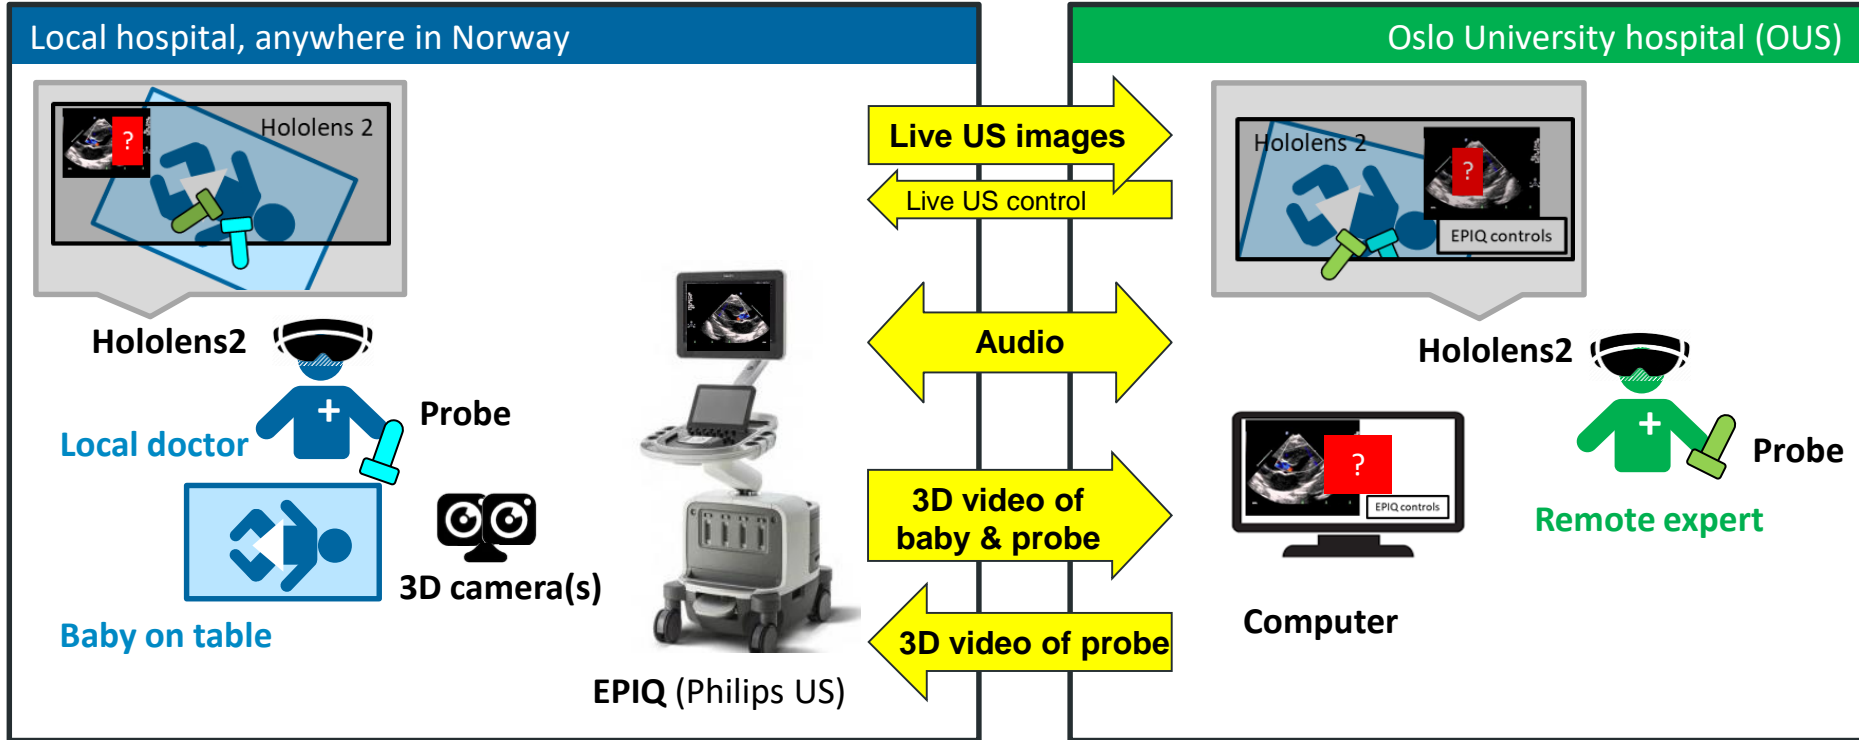 Local hospital, anywhere in Norway
Hololens 2
?
Hololens2
Probe
Local doctor
3D camera(s)
Baby on table
EPIQ (Philips US)
Live US images
Live US control
Audio
3D video of
baby & probe
3D video of probe
Oslo University hospital (OUS)
Hololens 2
?
EPIQ controls
Hololens2
Probe
Remote expert
?
EPIQ controls
Computer